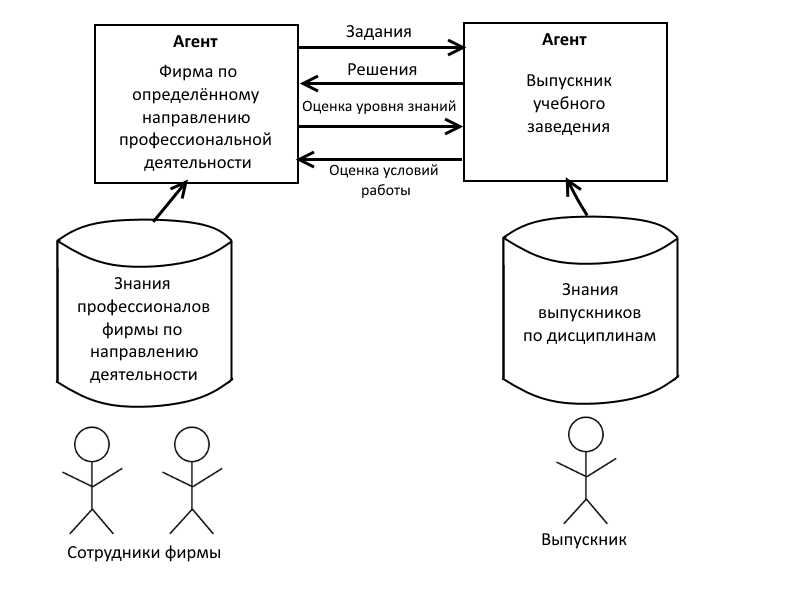 Агент
Фирма по
определённому
направлению
профессиональной
деятельности
Задания
Решения
Оценка уровня знаний
Оценка условий
работы
Агент
Выпускник
учебного
заведения
Знания
профессионалов
фирмы по
направлению
деятельности
Знания
выпускников
по дисциплинам
Сотрудники фирмы
Выпускник